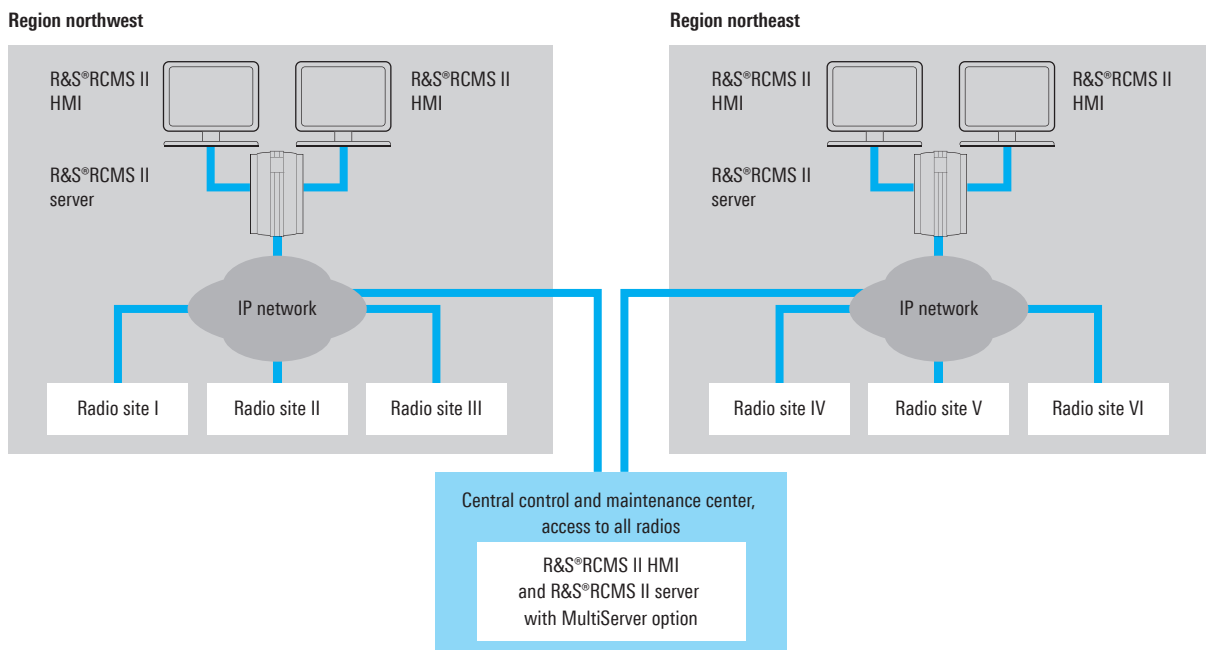 Region northwest
R&S®RCMS II
HMI
R&S®RCMS II
HMI
R&S®RCMS II
server
IP network
Radio site I
Radio site II
Radio site III
Region northeast
R&S®RCMS II
HMI
R&S®RCMS II
HMI
R&S®RCMS II
server
IP network
Radio site IV
Radio site V
Radio site VI
Central control and maintenance center,
access to all radios
R&S®RCMS II HMI
and R&S®RCMS II server
with MultiServer option